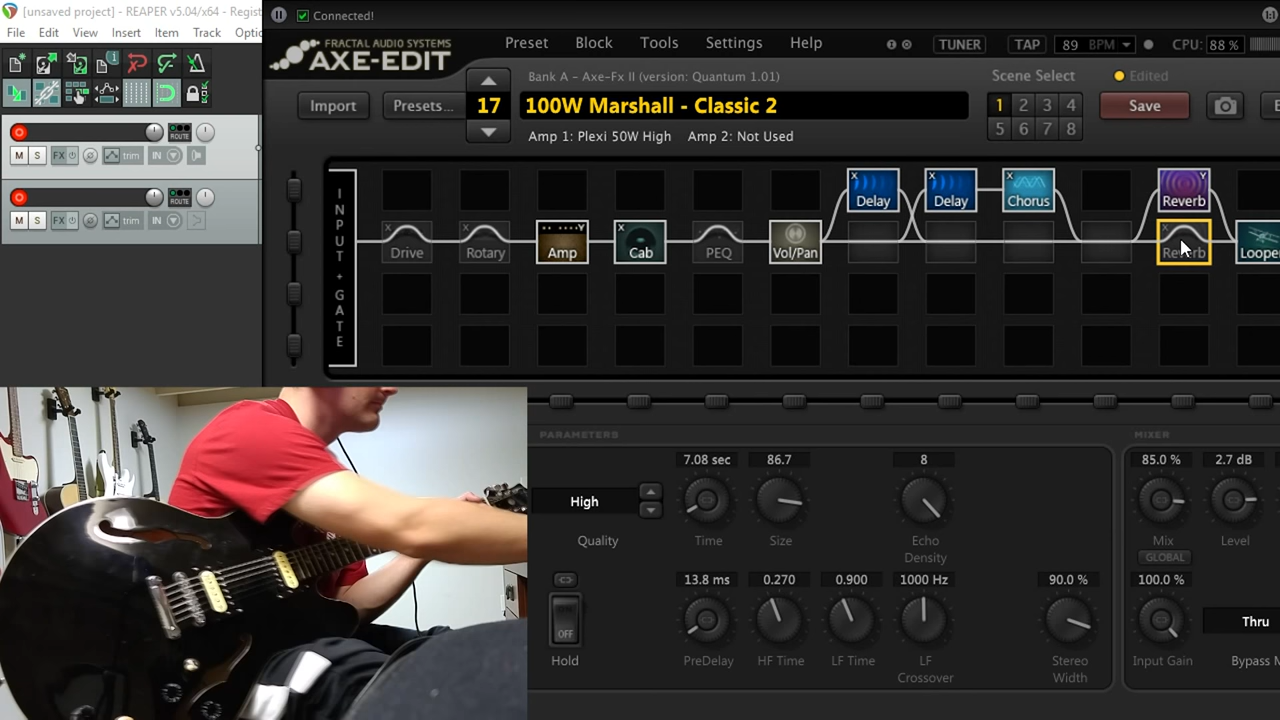 [unsaved project] - REAPER v5.04/x64 - Regist
File Edit View Insert Item Track Optio
ROUTE
M S FX trim IN
ROUTE
M S FX trim IN
Connected!
FRACTAL AUDIO SYSTEMS
AXE-EDIT
Preset Block Tools Settings Help
TUNER TAP 89 BPM CPU: 88 %
Bank A - Axe-Fx II (version: Quantum 1.01)
Scene Select Edited
Import Presets... 17 100W Marshall - Classic 2
1 2 3 4
5 6 7 8
Save
Amp 1: Plexi 50W High Amp 2: Not Used
INPUT + GATE
X Delay X Delay X Chorus Y Reverb
X Drive X Rotary Y Amp X Cab X PEQ Vol/Pan X Reverb Looper
PARAMETERS MIXER
7.08 sec 86.7 8 85.0 % 2.7 dB
High
Quality Time Size Echo Density Mix Level
GLOBAL
13.8 ms 0.270 0.900 1000 Hz 90.0 % 100.0 %
ON
OFF
Thru
Hold PreDelay HF Time LF Time LF Crossover Stereo Width Input Gain Bypass M